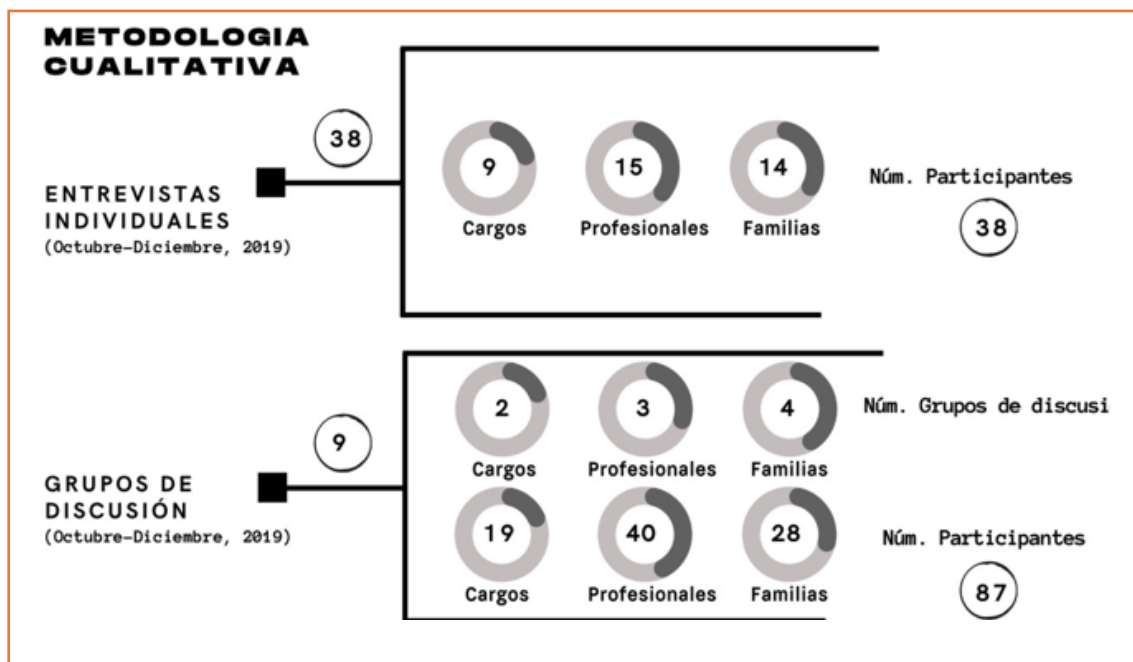 METODOLOGIA
CUALITATIVA
38
ENTREVISTAS
INDIVIDUALES
(Octubre-Diciembre, 2019)
9
15
14
Cargos
Profesionales
Familias
Núm. Participantes
38
9
GRUPOS DE
DISCUSIÓN
(Octubre-Diciembre, 2019)
2
3
4
Cargos
Profesionales
Familias
Núm. Grupos de discusi
19
40
28
Cargos
Profesionales
Familias
Núm. Participantes
87